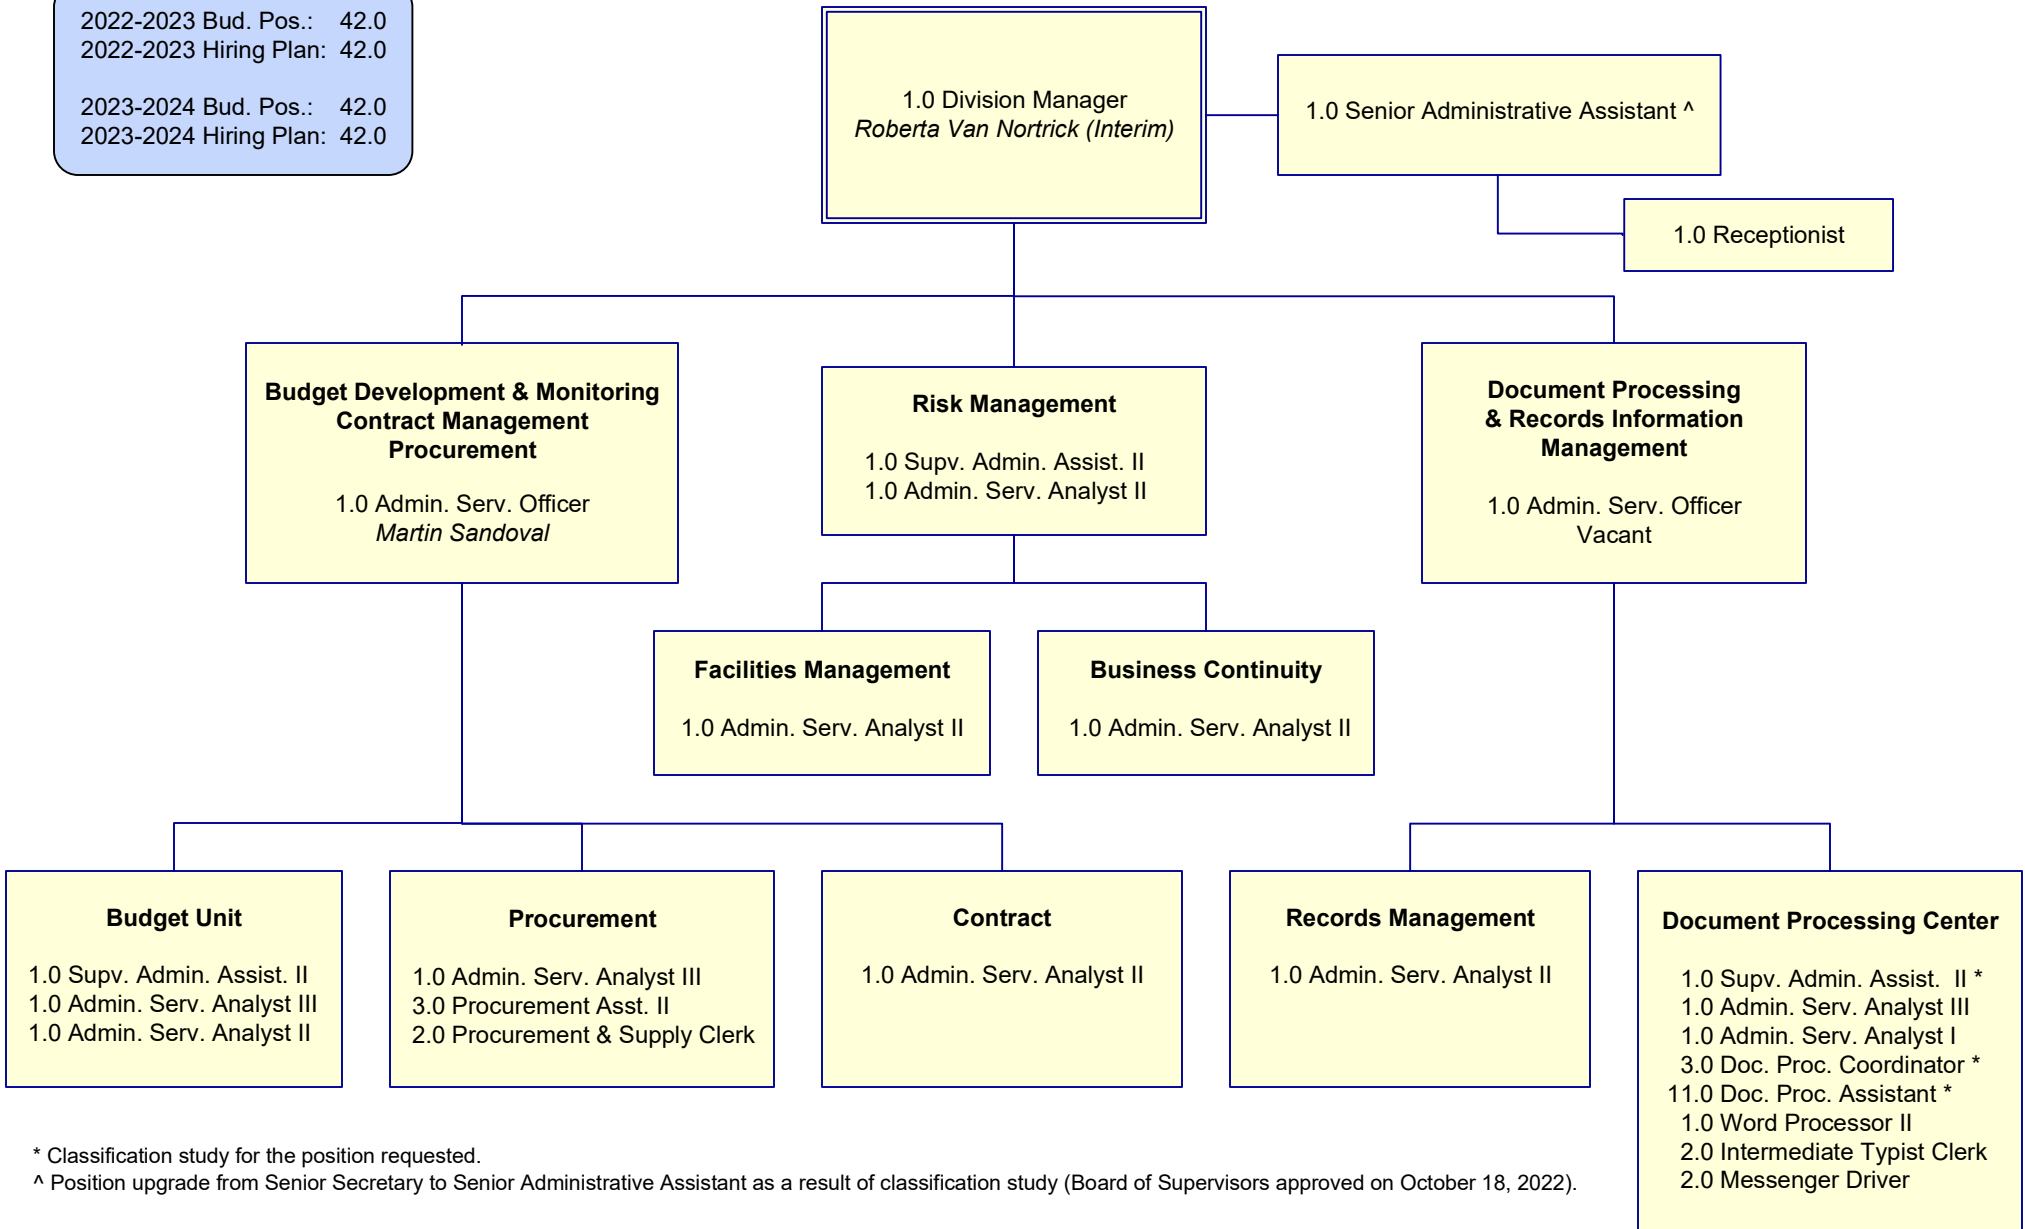 2022-2023 Bud. Pos.: 42.0
2022-2023 Hiring Plan: 42.0
2023-2024 Bud. Pos.: 42.0
2023-2024 Hiring Plan: 42.0
1.0 Division Manager
Roberta Van Nortrick (Interim)
1.0 Senior Administrative Assistant ^
1.0 Receptionist
Budget Development & Monitoring
Contract Management
Procurement
1.0 Admin. Serv. Officer
Martin Sandoval
Risk Management
1.0 Supv. Admin. Assist. II
1.0 Admin. Serv. Analyst II
Document Processing
& Records Information
Management
1.0 Admin. Serv. Officer
Vacant
Facilities Management
1.0 Admin. Serv. Analyst II
Business Continuity
1.0 Admin. Serv. Analyst II
Budget Unit
1.0 Supv. Admin. Assist. II
1.0 Admin. Serv. Analyst III
1.0 Admin. Serv. Analyst II
Procurement
1.0 Admin. Serv. Analyst III
3.0 Procurement Asst. II
2.0 Procurement & Supply Clerk
Contract
1.0 Admin. Serv. Analyst II
Records Management
1.0 Admin. Serv. Analyst II
Document Processing Center
1.0 Supv. Admin. Assist. II *
1.0 Admin. Serv. Analyst III
1.0 Admin. Serv. Analyst I
3.0 Doc. Proc. Coordinator *
11.0 Doc. Proc. Assistant *
1.0 Word Processor II
2.0 Intermediate Typist Clerk
2.0 Messenger Driver
* Classification study for the position requested.
^ Position upgrade from Senior Secretary to Senior Administrative Assistant as a result of classification study (Board of Supervisors approved on October 18, 2022).